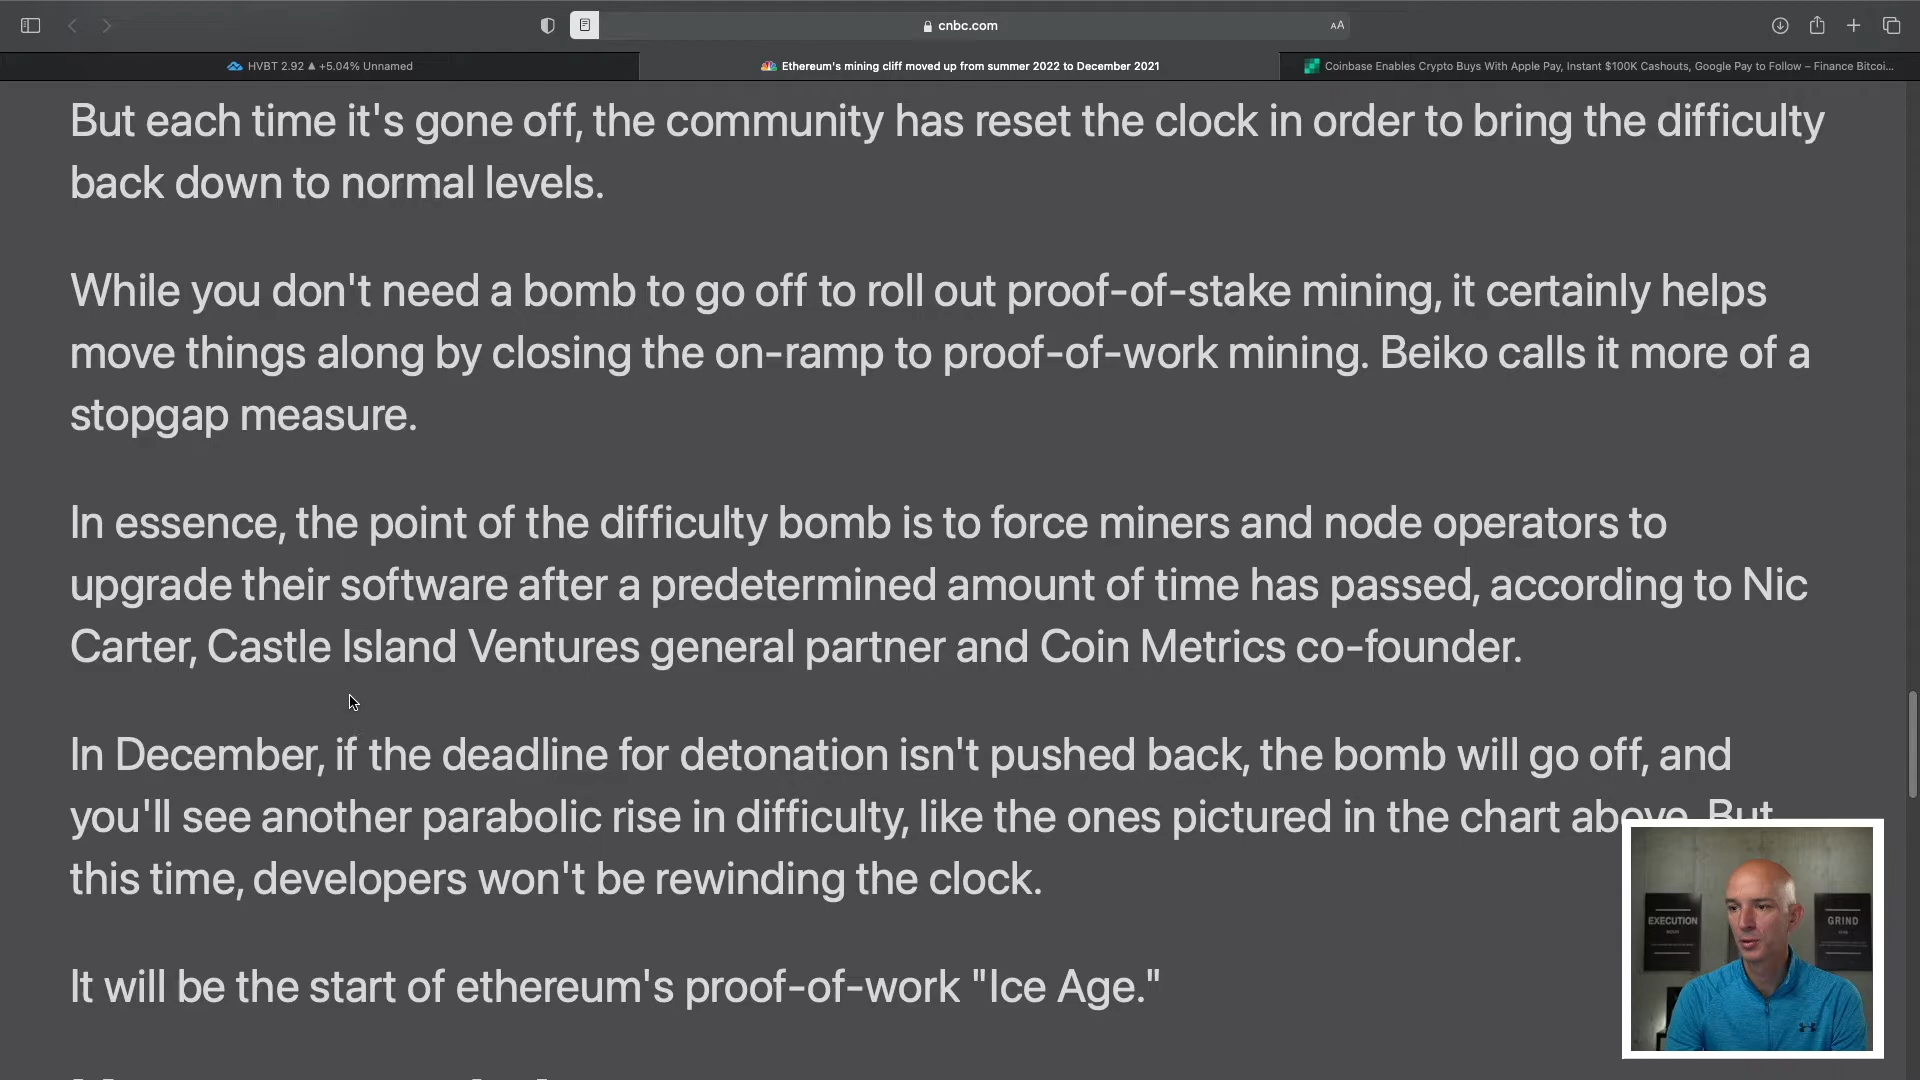 cnbc.com
AA
HVBT 2.92 ▲ +5.04% Unnamed
Ethereum's mining cliff moved up from summer 2022 to December 2021
Coinbase Enables Crypto Buys With Apple Pay, Instant $100K Cashouts, Google Pay to Follow – Finance Bitcoi...
But each time it's gone off, the community has reset the clock in order to bring the difficulty
back down to normal levels.
While you don't need a bomb to go off to roll out proof-of-stake mining, it certainly helps
move things along by closing the on-ramp to proof-of-work mining. Beiko calls it more of a
stopgap measure.
In essence, the point of the difficulty bomb is to force miners and node operators to
upgrade their software after a predetermined amount of time has passed, according to Nic
Carter, Castle Island Ventures general partner and Coin Metrics co-founder.
In December, if the deadline for detonation isn't pushed back, the bomb will go off, and
you'll see another parabolic rise in difficulty, like the ones pictured in the chart above. But
this time, developers won't be rewinding the clock.
It will be the start of ethereum's proof-of-work "Ice Age."
EXECUTION
GRIND